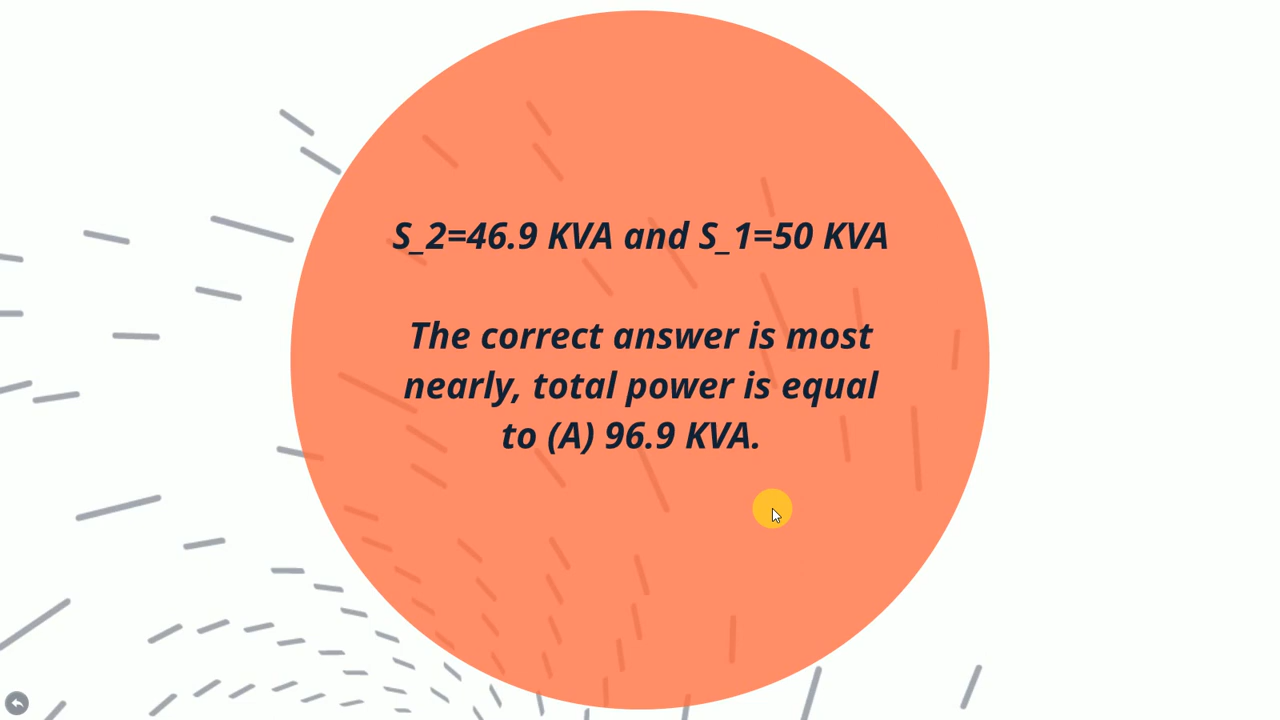 S_2=46.9 KVA and S_1=50 KVA
The correct answer is most
nearly, total power is equal
to (A) 96.9 KVA.